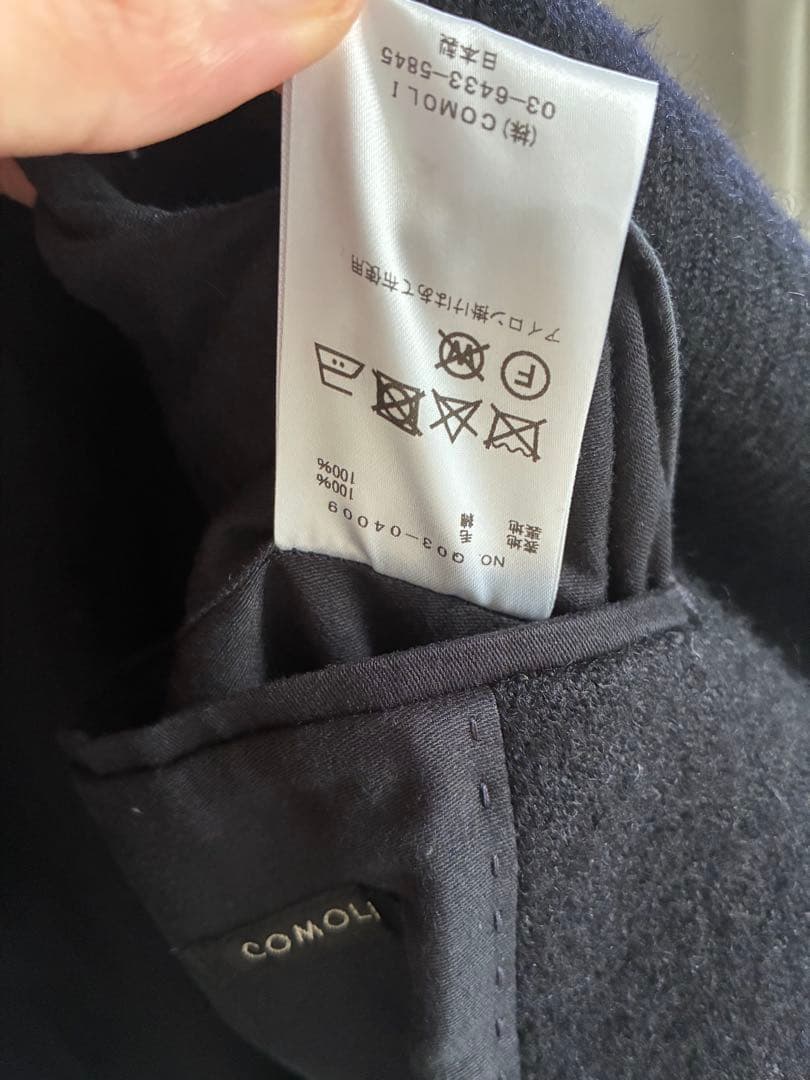 NO. Q03-04009
表地 毛 100%
裏地 綿 100%
F W
アイロン掛けはあて布使用
(株)COMOLI
03-6433-5845
日本製
COMOLI